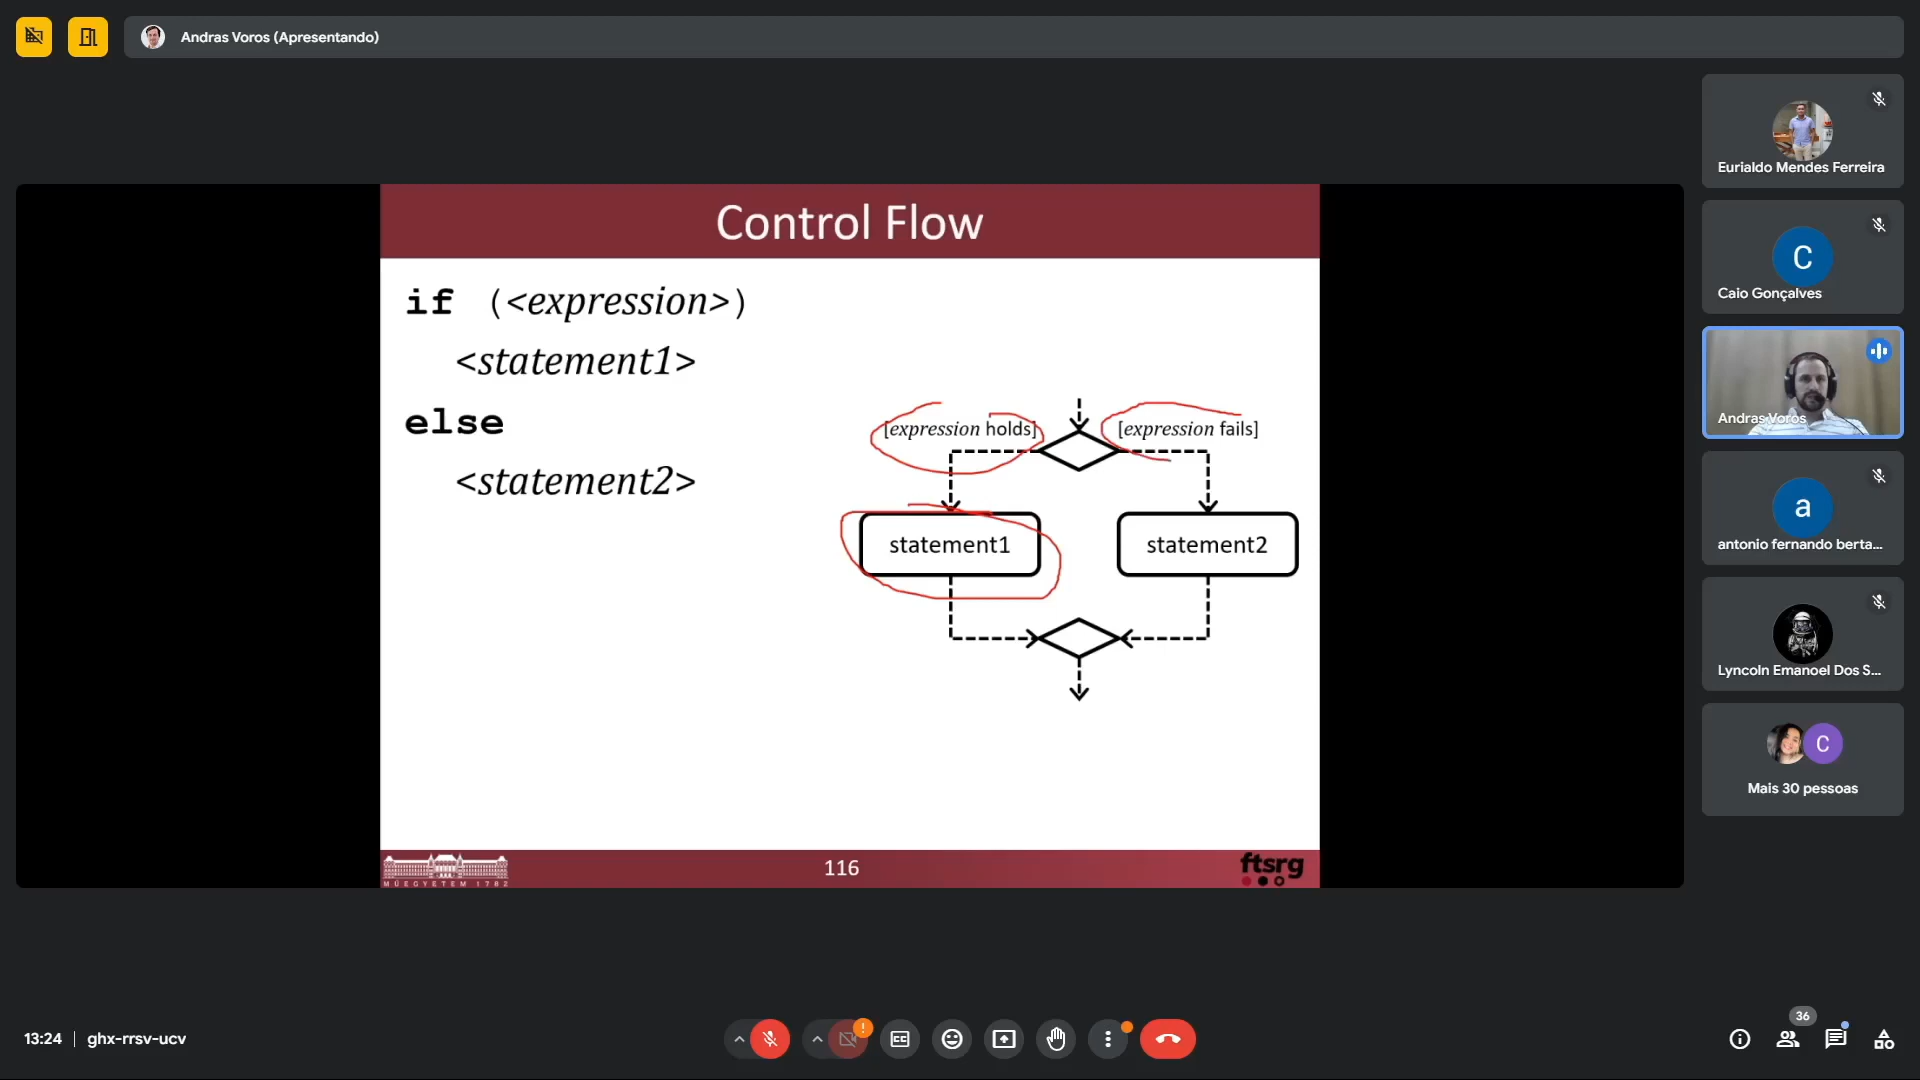 Andras Voros (Apresentando)
Eurialdo Mendes Ferreira
C
Caio Gonçalves
Andras Voros
a
antonio fernando berta...
Lyncoln Emanoel Dos S...
C
Mais 30 pessoas
Control Flow
if (<expression>)
<statement1>
else
<statement2>
[expression holds]
[expression fails]
statement1
statement2
MŰEGYETEM 1782
116
ftsrg
13:24 | ghx-rrsv-ucv
!
CC
36